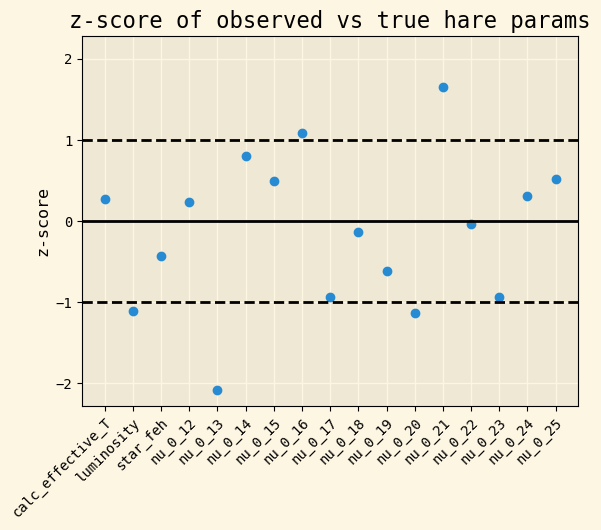 z-score of observed vs true hare params
z-score
2
1
0
−1
−2
calc_effective_T
luminosity
star_feh
nu_0_12
nu_0_13
nu_0_14
nu_0_15
nu_0_16
nu_0_17
nu_0_18
nu_0_19
nu_0_20
nu_0_21
nu_0_22
nu_0_23
nu_0_24
nu_0_25